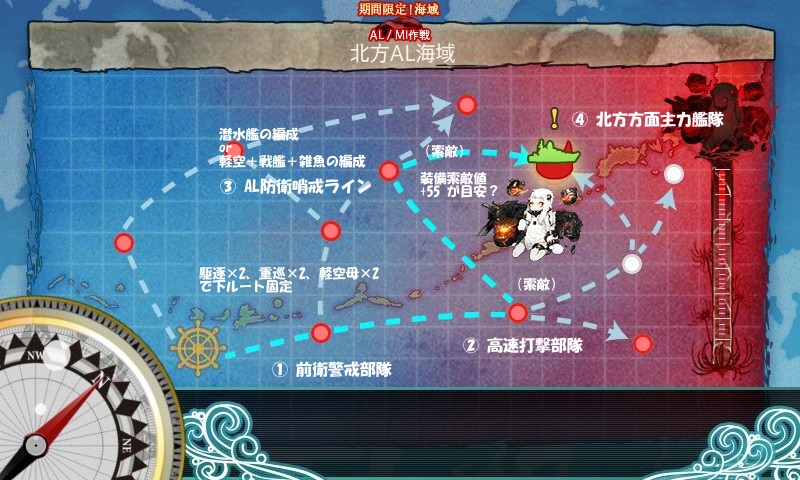 期間限定！海域
AL／MI作戦
北方AL海域
潜水艦の編成
or
軽空＋戦艦＋雑魚の編成
③ AL防衛哨戒ライン
（索敵）
装備索敵値
+55 が目安？
④ 北方方面主力艦隊
駆逐×2、重巡×2、軽空母×2
で下ルート固定
（索敵）
② 高速打撃部隊
① 前衛警戒部隊
NW
N
NE